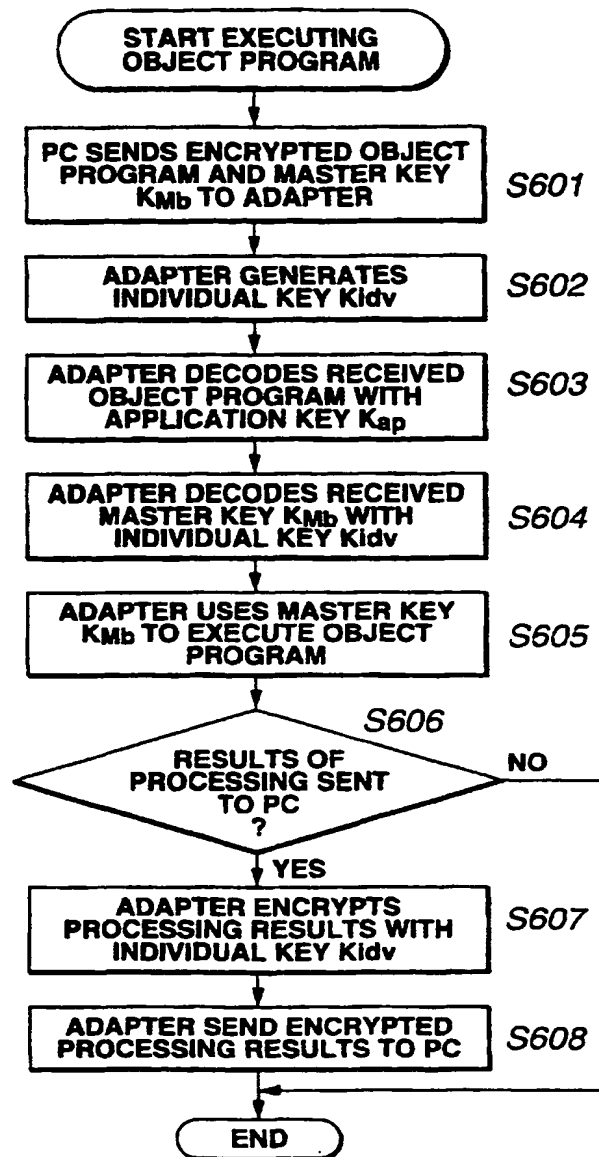 START EXECUTING
OBJECT PROGRAM
PC SENDS ENCRYPTED OBJECT
PROGRAM AND MASTER KEY
KMb TO ADAPTER
S601
ADAPTER GENERATES
INDIVIDUAL KEY Kidv
S602
ADAPTER DECODES RECEIVED
OBJECT PROGRAM WITH
APPLICATION KEY Kap
S603
ADAPTER DECODES RECEIVED
MASTER KEY KMb WITH
INDIVIDUAL KEY Kidv
S604
ADAPTER USES MASTER KEY
KMb TO EXECUTE OBJECT
PROGRAM
S605
S606
RESULTS OF
PROCESSING SENT
TO PC
?
NO
YES
ADAPTER ENCRYPTS
PROCESSING RESULTS WITH
INDIVIDUAL KEY Kidv
S607
ADAPTER SEND ENCRYPTED
PROCESSING RESULTS TO PC
S608
END